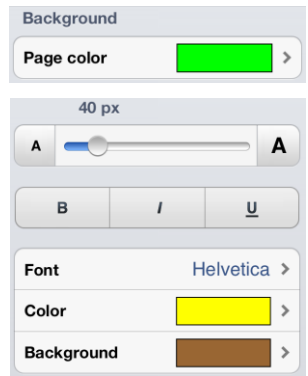 Background
Page color
40 px
A A
B I U
Font Helvetica
Color
Background